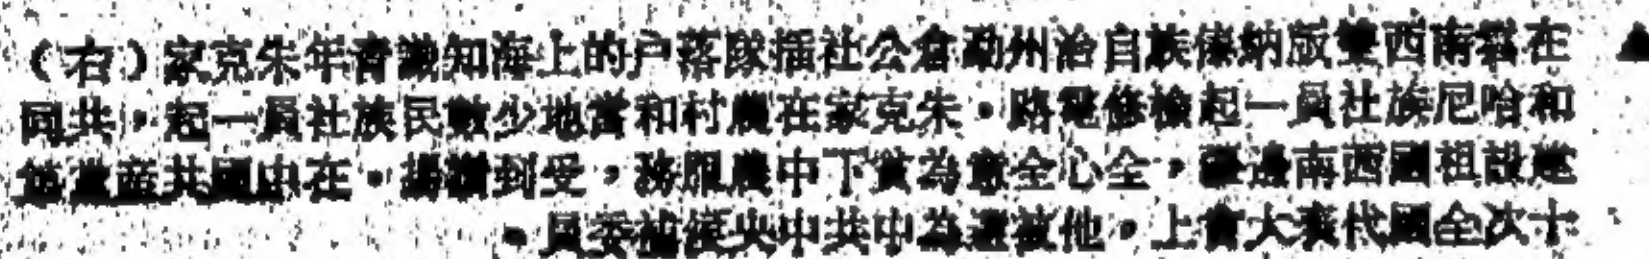 ▲在雲南西雙版納傣族自治州勐侖公社插隊落户的上海知識青年朱克家(右)
和哈尼族社員一起檢修電路。朱克家在農村和當地少數民族社員一起,共同
建設祖國西南邊疆,全心全意為貧下中農服務,受到讚揚。在中國共產黨第
十次全國代表大會上,他被選為中共中央候補委員。